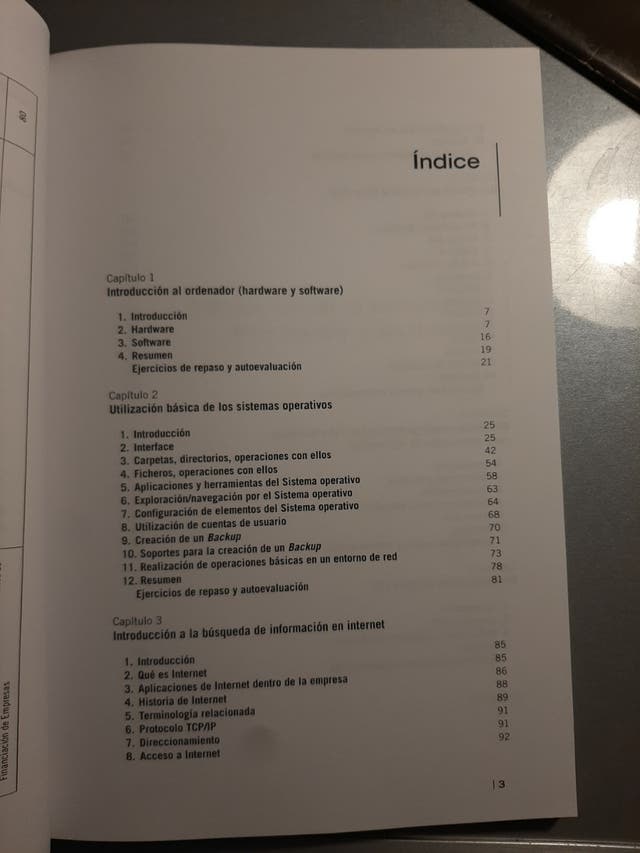 80
Financiación de Empresas
Índice
Capítulo 1
Introducción al ordenador (hardware y software)
1. Introducción 7
2. Hardware 7
3. Software 16
4. Resumen 19
Ejercicios de repaso y autoevaluación 21
Capítulo 2
Utilización básica de los sistemas operativos
1. Introducción 25
2. Interface 25
3. Carpetas, directorios, operaciones con ellos 42
4. Ficheros, operaciones con ellos 54
5. Aplicaciones y herramientas del Sistema operativo 58
6. Exploración/navegación por el Sistema operativo 63
7. Configuración de elementos del Sistema operativo 64
8. Utilización de cuentas de usuario 68
9. Creación de un Backup 70
10. Soportes para la creación de un Backup 71
11. Realización de operaciones básicas en un entorno de red 73
12. Resumen 78
Ejercicios de repaso y autoevaluación 81
Capítulo 3
Introducción a la búsqueda de información en internet
1. Introducción 85
2. Qué es Internet 85
3. Aplicaciones de Internet dentro de la empresa 86
4. Historia de Internet 88
5. Terminología relacionada 89
6. Protocolo TCP/IP 91
7. Direccionamiento 91
8. Acceso a Internet 92
| 3